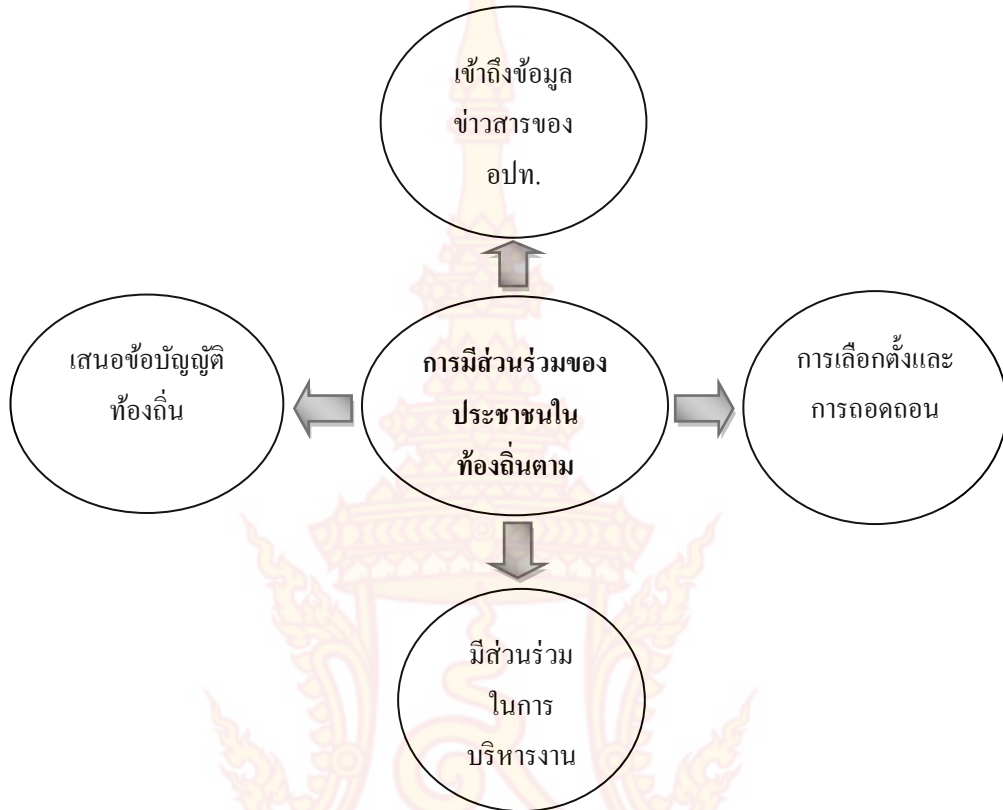 เข้าถึงข้อมูล
ข่าวสารของ
อปท.
เสนอข้อบัญญัติ
ท้องถิ่น
การมีส่วนร่วมของ
ประชาชนใน
ท้องถิ่นตาม
การเลือกตั้งและ
การถอดถอน
มีส่วนร่วม
ในการ
บริหารงาน